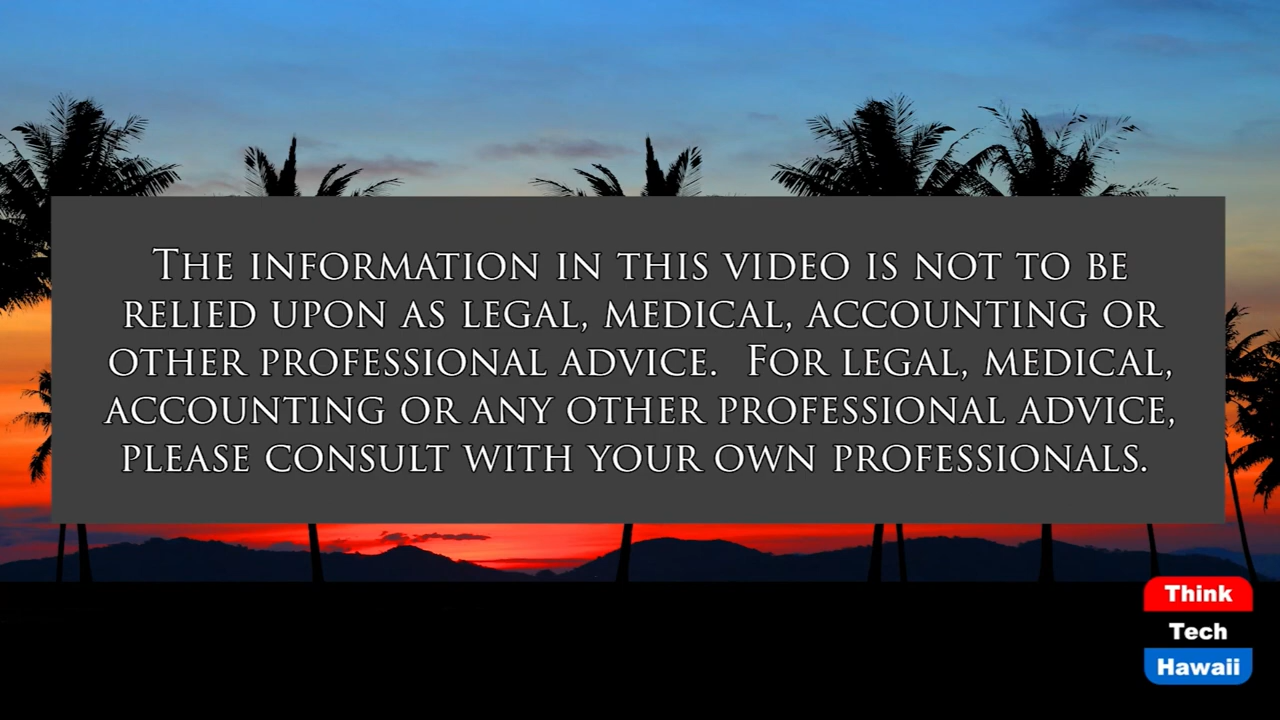 The information in this video is not to be
relied upon as legal, medical, accounting or
other professional advice.  For legal, medical,
accounting or any other professional advice,
please consult with your own professionals.
Think
Tech
Hawaii